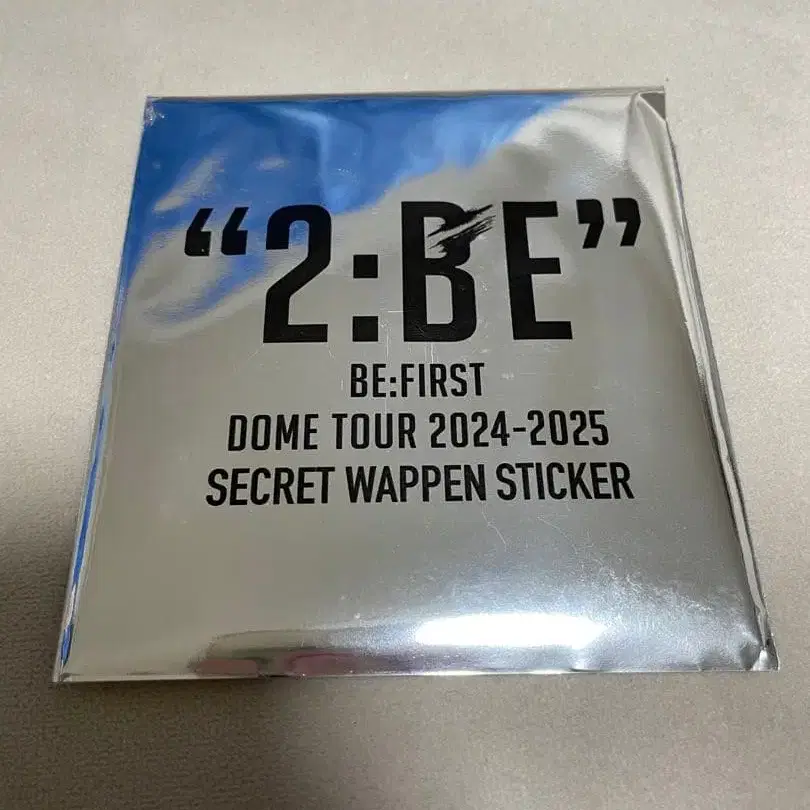 “2:BE”
BE:FIRST
DOME TOUR 2024-2025
SECRET WAPPEN STICKER